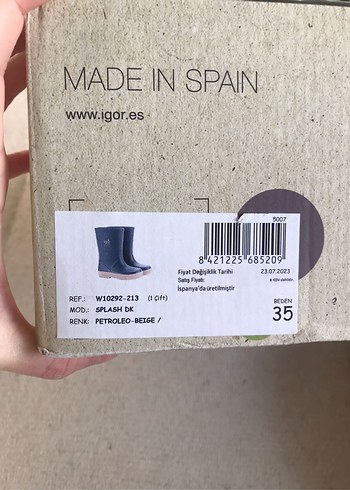 MADE IN SPAIN
www.igor.es
5007
8 421225 685209
Fiyat Değişiklik Tarihi 23.07.2023
Satış Fiyatı:
İspanya'da üretilmiştir
REF.: W10292-213 (1 Çift)
MOD.: SPLASH DK
RENK: PETROLEO-BEIGE /
BEDEN
35